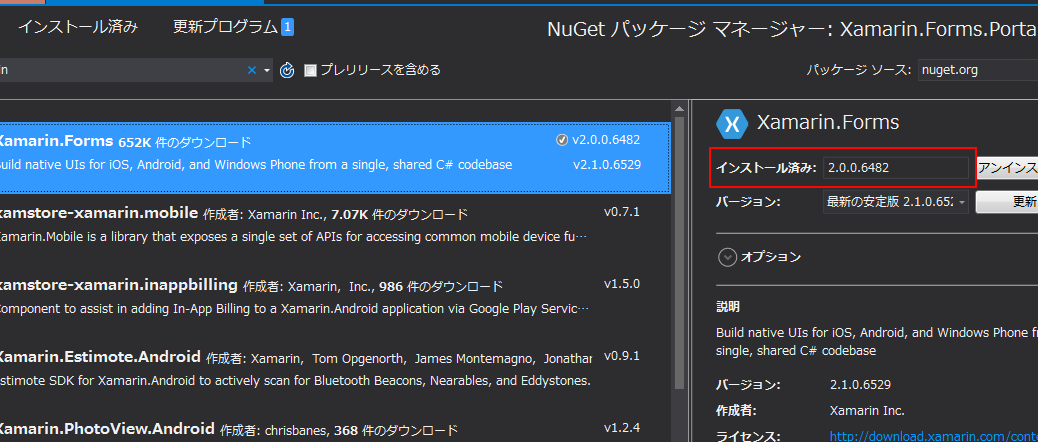 インストール済み 更新プログラム 1
NuGet パッケージ マネージャー: Xamarin.Forms.Porta
in プレリリースを含める パッケージ ソース: nuget.org
Xamarin.Forms 652K 件のダウンロード v2.0.0.6482
Build native UIs for iOS, Android, and Windows Phone from a single, shared C# codebase v2.1.0.6529
xamstore-xamarin.mobile 作成者: Xamarin Inc., 7.07K 件のダウンロード v0.7.1
Xamarin.Mobile is a library that exposes a single set of APIs for accessing common mobile device fu…
xamstore-xamarin.inappbilling 作成者: Xamarin, Inc., 986 件のダウンロード v1.5.0
Component to assist in adding In-App Billing to a Xamarin.Android application via Google Play Servic…
Xamarin.Estimote.Android 作成者: Xamarin, Tom Opgenorth, James Montemagno, Jonathan v0.9.1
Estimote SDK for Xamarin.Android to actively scan for Bluetooth Beacons, Nearables, and Eddystones.
Xamarin.PhotoView.Android 作成者: chrisbanes, 368 件のダウンロード v1.2.4
Xamarin.Forms
インストール済み: 2.0.0.6482 アンインス
バージョン: 最新の安定版 2.1.0.652 更新
オプション
説明
Build native UIs for iOS, Android, and Windows Phone fr
single, shared C# codebase
バージョン: 2.1.0.6529
作成者: Xamarin Inc.
ライセンス: http://download.xamarin.com/conte